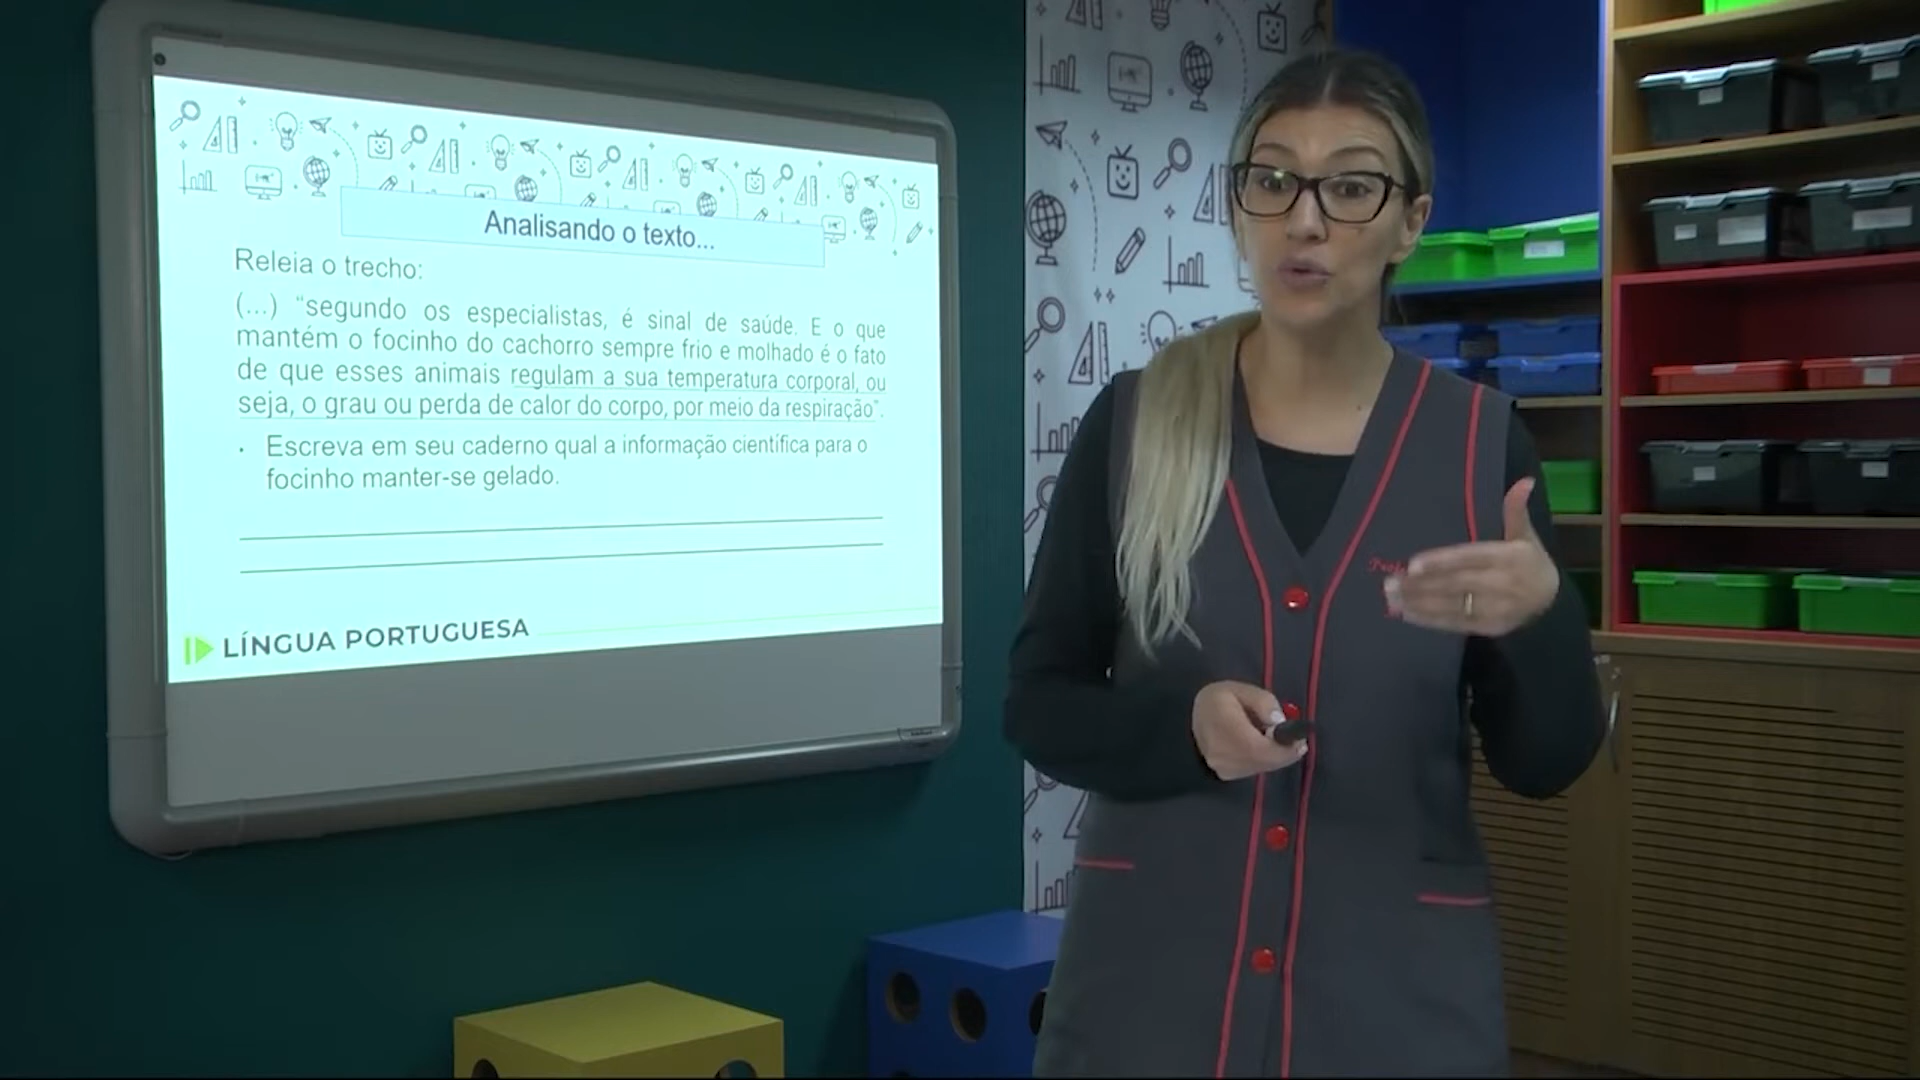 Analisando o texto...
Releia o trecho:
(...) “segundo os especialistas, é sinal de saúde. E o que
mantém o focinho do cachorro sempre frio e molhado é o fato
de que esses animais regulam a sua temperatura corporal, ou
seja, o grau ou perda de calor do corpo, por meio da respiração”.
· Escreva em seu caderno qual a informação científica para o
focinho manter-se gelado.
LÍNGUA PORTUGUESA